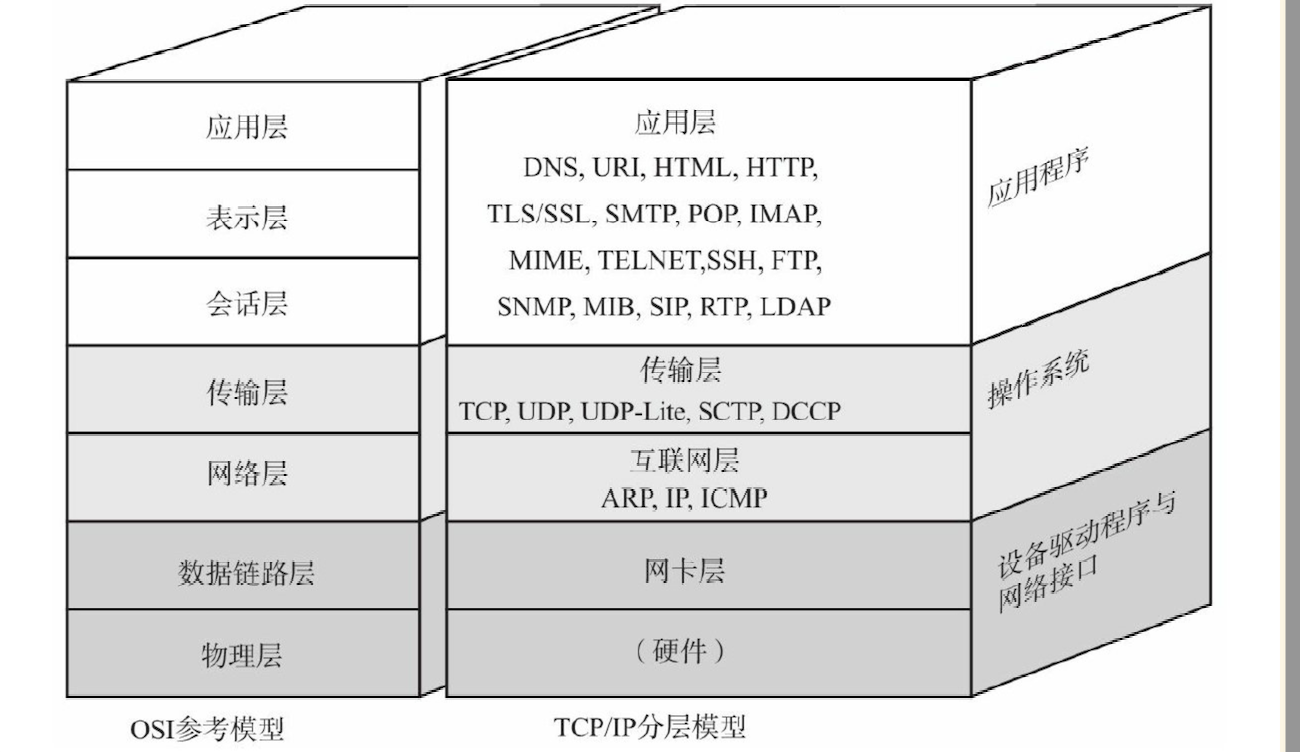 应用层
表示层
会话层
传输层
网络层
数据链路层
物理层
OSI参考模型
应用层
DNS, URI, HTML, HTTP,
TLS/SSL, SMTP, POP, IMAP,
MIME, TELNET,SSH, FTP,
SNMP, MIB, SIP, RTP, LDAP
传输层
TCP, UDP, UDP-Lite, SCTP, DCCP
互联网层
ARP, IP, ICMP
网卡层
（硬件）
TCP/IP分层模型
应用程序
操作系统
设备驱动程序与
网络接口